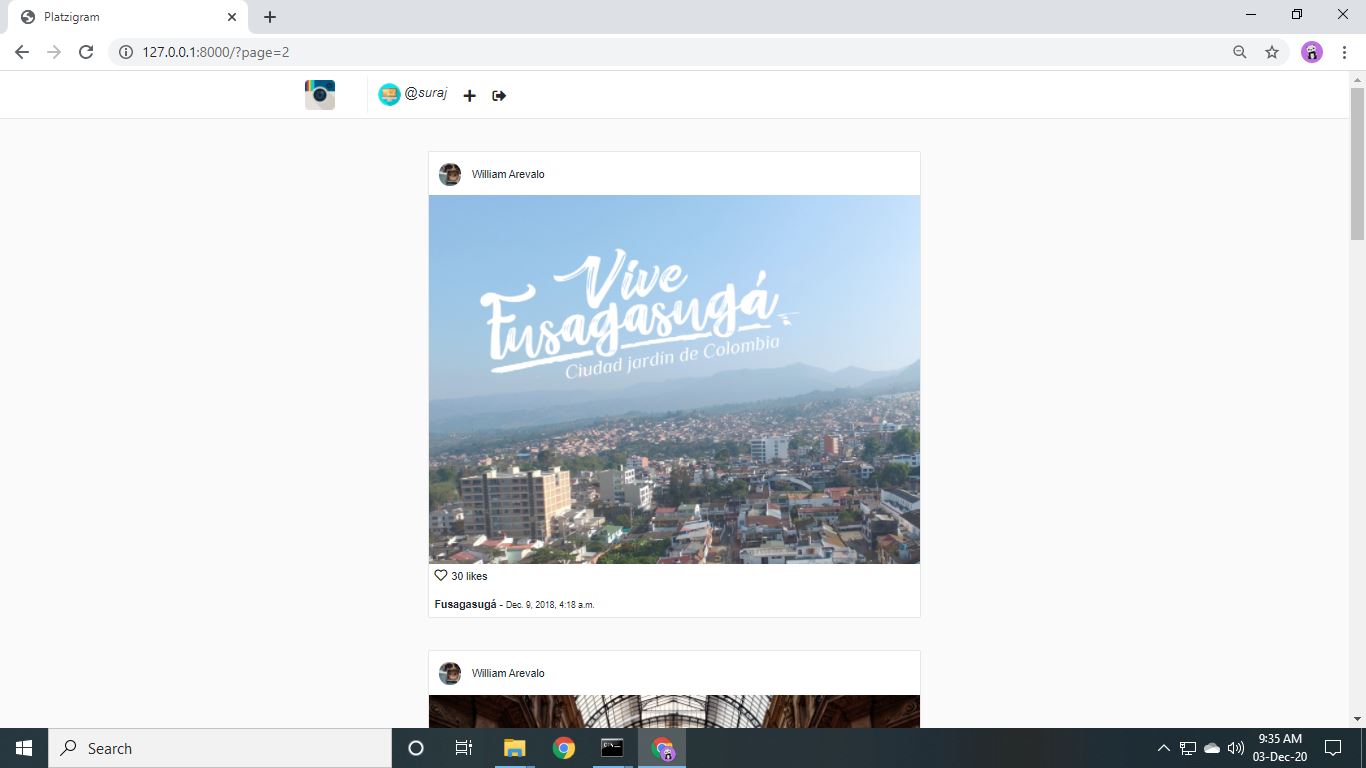 Platzigram
127.0.0.1:8000/?page=2
@suraj
William Arevalo
Vive
Fusagasugá
Ciudad jardín de Colombia
30 likes
Fusagasugá - Dec. 9, 2018, 4:18 a.m.
William Arevalo
Search
9:35 AM
03-Dec-20